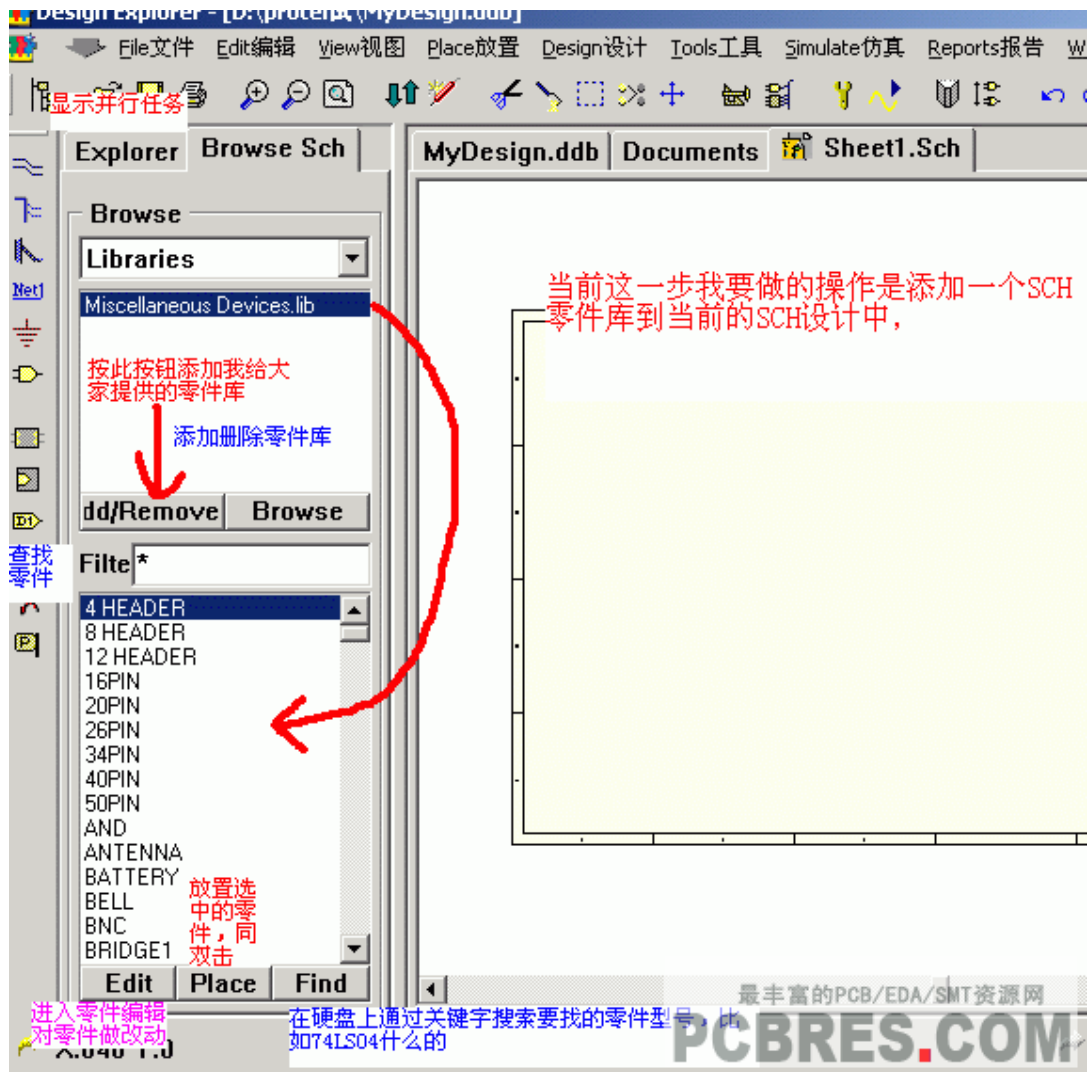 Design Explorer - [D:\protel\MyDesign.ddb]
File文件 Edit编辑 View视图 Place放置 Design设计 Tools工具 Simulate仿真 Reports报告 W
显示并行任务
Explorer Browse Sch
MyDesign.ddb Documents Sheet1.Sch
Browse
Libraries
Net1
Miscellaneous Devices.lib
当前这一步我要做的操作是添加一个SCH
零件库到当前的SCH设计中，
按此按钮添加我给大
家提供的零件库
添加删除零件库
dd/Remove Browse
D1
查找
零件
Filte *
4 HEADER
8 HEADER
12 HEADER
16PIN
20PIN
26PIN
34PIN
40PIN
50PIN
AND
ANTENNA
BATTERY
BELL
BNC
BRIDGE1
P
放置选
中的零
件，同
双击
Edit Place Find
进入零件编辑
对零件做改动
在硬盘上通过关键字搜索要找的零件型号，比
如74LS04什么的
最丰富的PCB/EDA/SMT资源网
PCBRES.COM